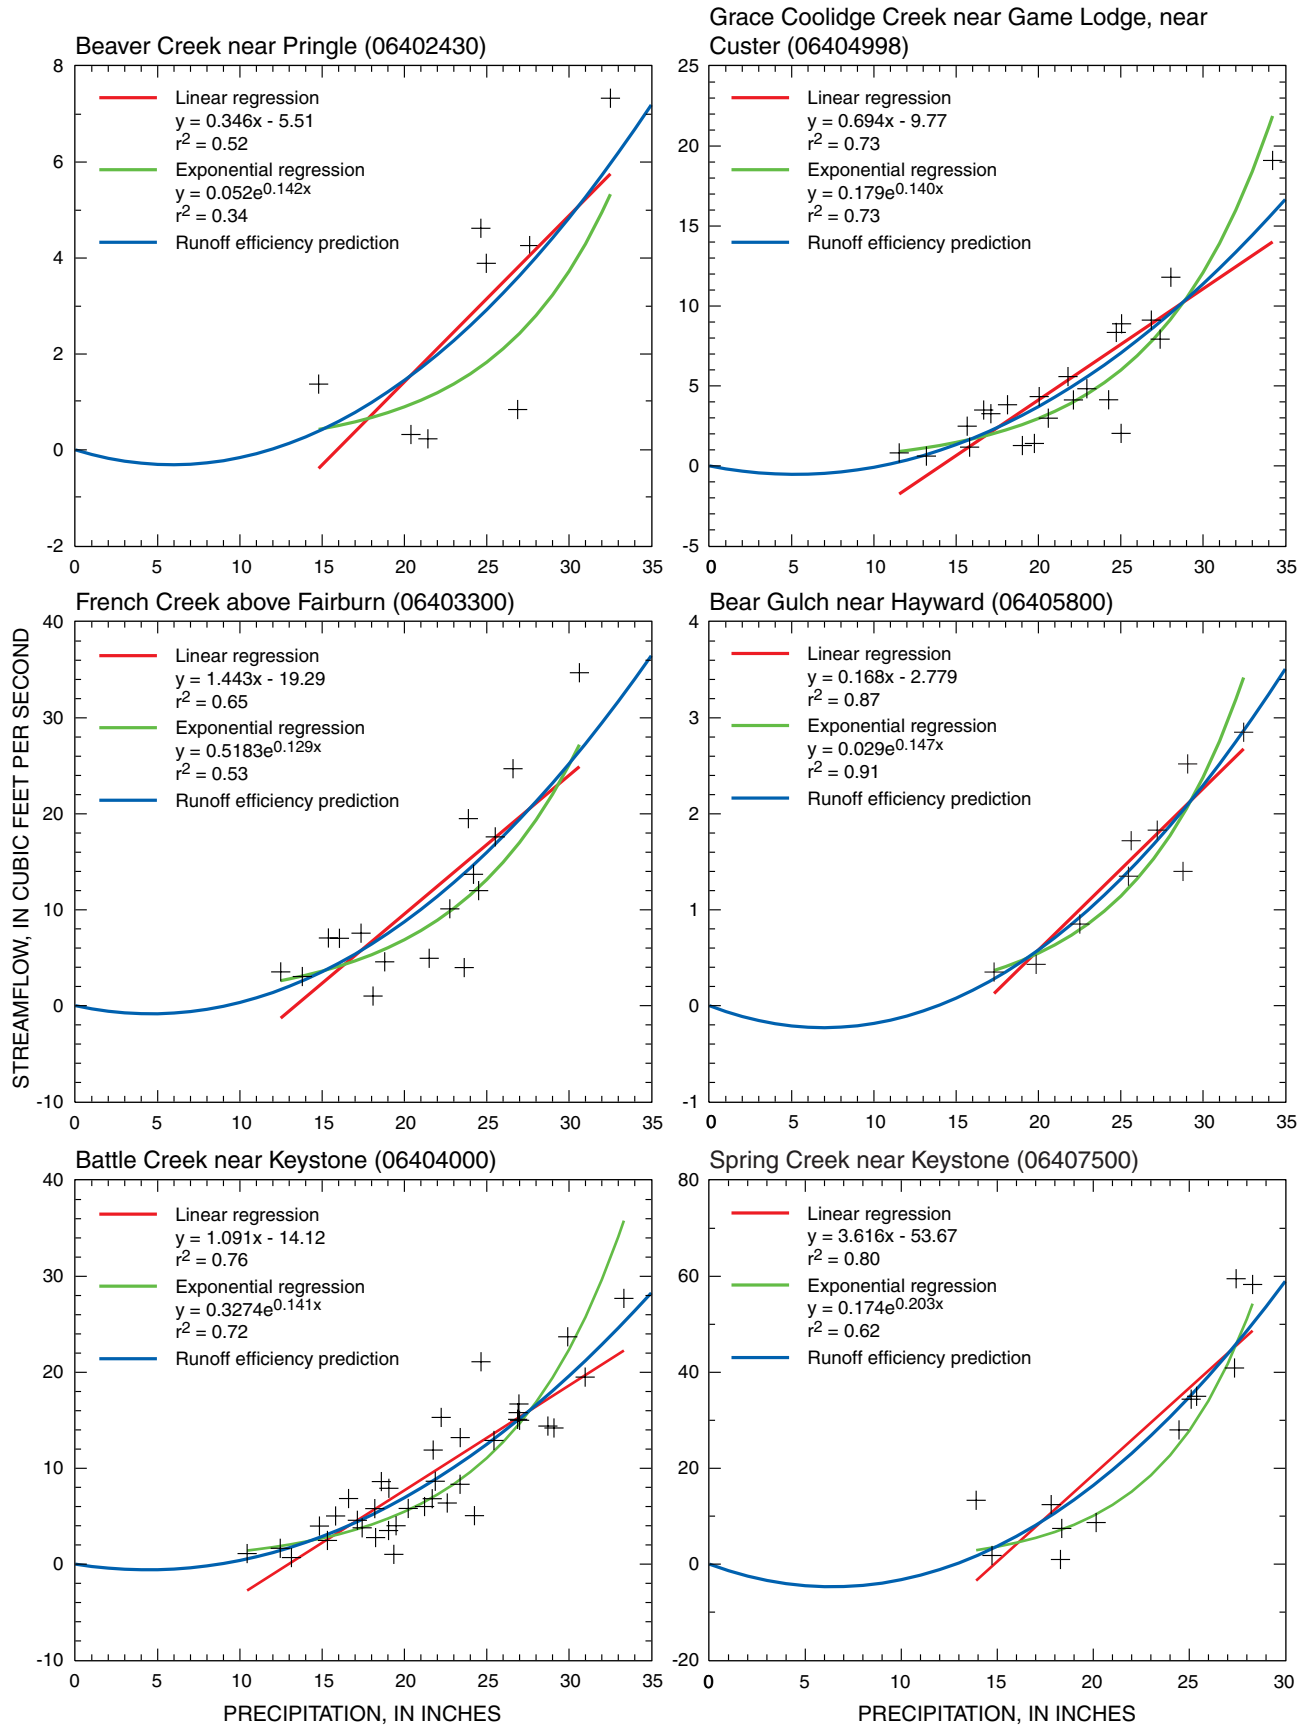 Beaver Creek near Pringle (06402430)
8
6
4
2
0
-2
0 5 10 15 20 25 30 35
Linear regression
y = 0.346x - 5.51
r2 = 0.52
Exponential regression
y = 0.052e0.142x
r2 = 0.34
Runoff efficiency prediction
Grace Coolidge Creek near Game Lodge, near
Custer (06404998)
25
20
15
10
5
0
-5
0 5 10 15 20 25 30 35
Linear regression
y = 0.694x - 9.77
r2 = 0.73
Exponential regression
y = 0.179e0.140x
r2 = 0.73
Runoff efficiency prediction
STREAMFLOW, IN CUBIC FEET PER SECOND
French Creek above Fairburn (06403300)
40
30
20
10
0
-10
0 5 10 15 20 25 30 35
Linear regression
y = 1.443x - 19.29
r2 = 0.65
Exponential regression
y = 0.5183e0.129x
r2 = 0.53
Runoff efficiency prediction
Bear Gulch near Hayward (06405800)
4
3
2
1
0
-1
0 5 10 15 20 25 30 35
Linear regression
y = 0.168x - 2.779
r2 = 0.87
Exponential regression
y = 0.029e0.147x
r2 = 0.91
Runoff efficiency prediction
Battle Creek near Keystone (06404000)
40
30
20
10
0
-10
0 5 10 15 20 25 30 35
Linear regression
y = 1.091x - 14.12
r2 = 0.76
Exponential regression
y = 0.3274e0.141x
r2 = 0.72
Runoff efficiency prediction
PRECIPITATION, IN INCHES
Spring Creek near Keystone (06407500)
80
60
40
20
0
-20
0 5 10 15 20 25 30
Linear regression
y = 3.616x - 53.67
r2 = 0.80
Exponential regression
y = 0.174e0.203x
r2 = 0.62
Runoff efficiency prediction
PRECIPITATION, IN INCHES